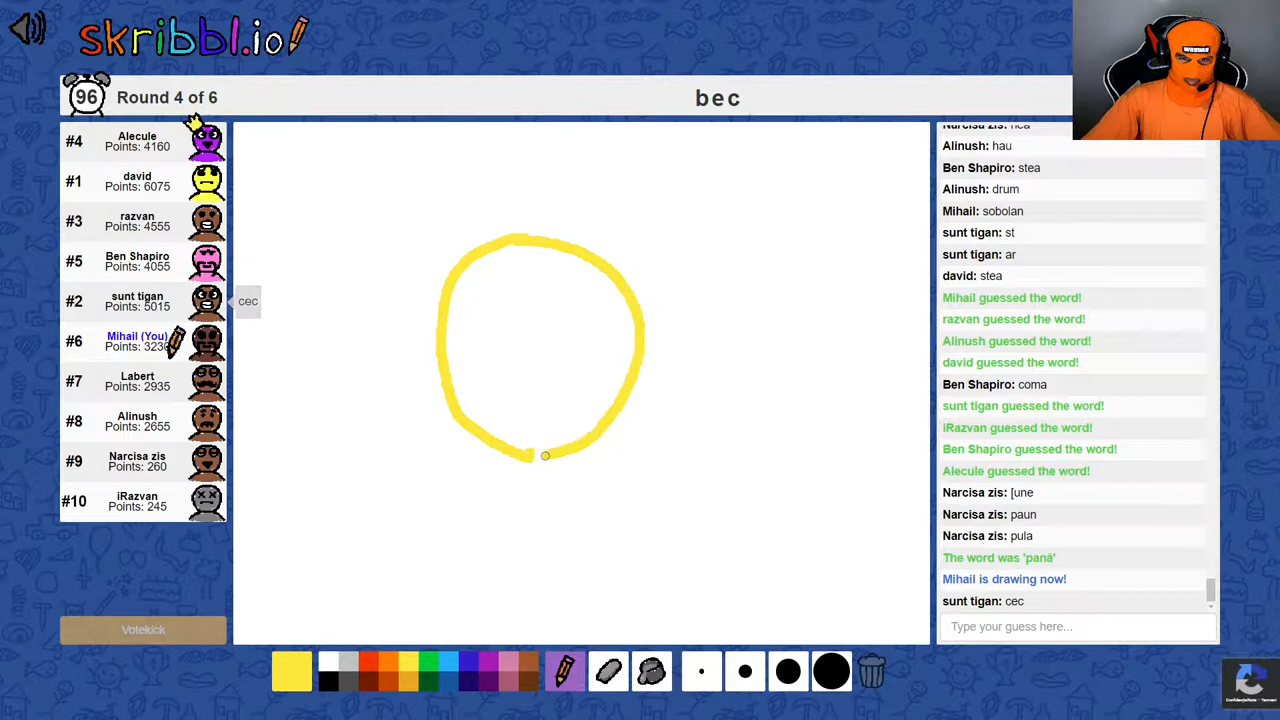 skribbl.io
96
Round 4 of 6
bec
#4
Alecule
Points: 4160
#1
david
Points: 6075
#3
razvan
Points: 4555
#5
Ben Shapiro
Points: 4055
#2
sunt tigan
Points: 5015
cec
#6
Mihail (You)
Points: 3230
#7
Labert
Points: 2935
#8
Alinush
Points: 2655
#9
Narcisa zis
Points: 260
#10
iRazvan
Points: 245
Votekick
Alinush: hau
Ben Shapiro: stea
Alinush: drum
Mihail: sobolan
sunt tigan: st
sunt tigan: ar
david: stea
Mihail guessed the word!
razvan guessed the word!
Alinush guessed the word!
david guessed the word!
Ben Shapiro: coma
sunt tigan guessed the word!
iRazvan guessed the word!
Ben Shapiro guessed the word!
Alecule guessed the word!
Narcisa zis: [une
Narcisa zis: paun
Narcisa zis: pula
The word was 'pană'
Mihail is drawing now!
sunt tigan: cec
Type your guess here...